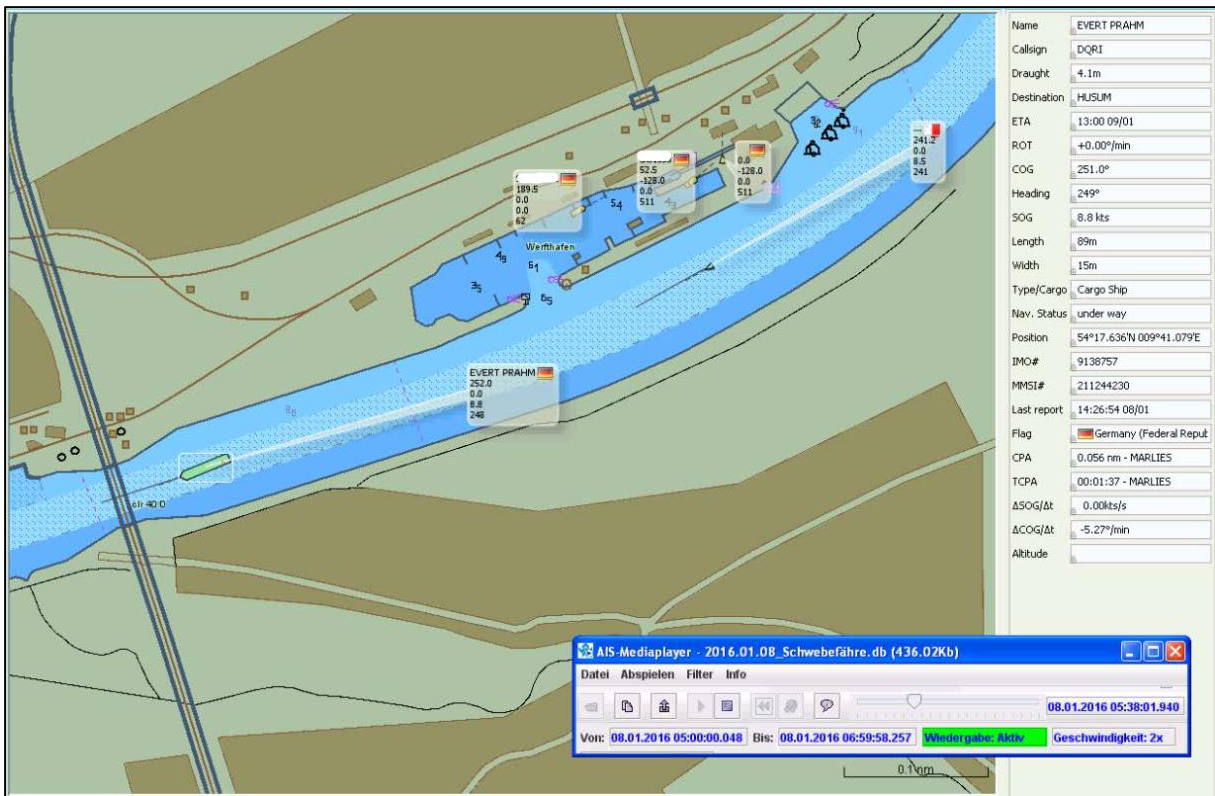 Name EVERT PRAHM
Callsign DQRI
Draught 4.1m
Destination HUSUM
ETA 13:00 09/01
ROT +0.00°/min
COG 251.0°
Heading 249°
SOG 8.8 kts
Length 89m
Width 15m
Type/Cargo Cargo Ship
Nav. Status under way
Position 54°17.636'N 009°41.079'E
IMO# 9138757
MMSI# 211244230
Last report 14:26:54 08/01
Flag Germany (Federal Republ
CPA 0.056 nm - MARLIES
TCPA 00:01:37 - MARLIES
ΔSOG/Δt 0.00kts/s
ΔCOG/Δt -5.27°/min
Altitude
---
241.2
0.0
8.5
241
0.0
-128.0
0.0
511
52.5
-128.0
0.0
511
189.5
0.0
0.0
62
Werfthafen
EVERT PRAHM
252.0
0.0
8.8
248
clr 40.0
AIS-Mediaplayer - 2016.01.08_Schwebefähre.db (436.02Kb)
Datei Abspielen Filter Info
08.01.2016 05:38:01.940
Von: 08.01.2016 05:00:00.048 Bis: 08.01.2016 06:59:58.257 Wiedergabe: Aktiv Geschwindigkeit: 2x
0.1 nm